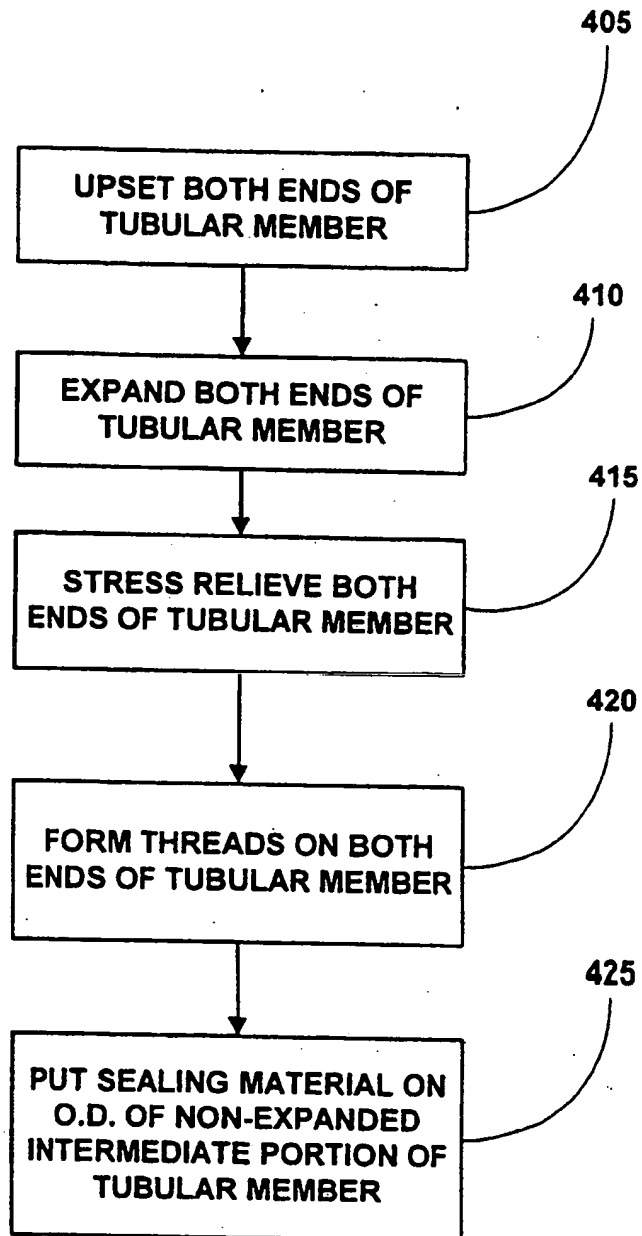 405
UPSET BOTH ENDS OF
TUBULAR MEMBER
410
EXPAND BOTH ENDS OF
TUBULAR MEMBER
415
STRESS RELIEVE BOTH
ENDS OF TUBULAR MEMBER
420
FORM THREADS ON BOTH
ENDS OF TUBULAR MEMBER
425
PUT SEALING MATERIAL ON
O.D. OF NON-EXPANDED
INTERMEDIATE PORTION OF
TUBULAR MEMBER